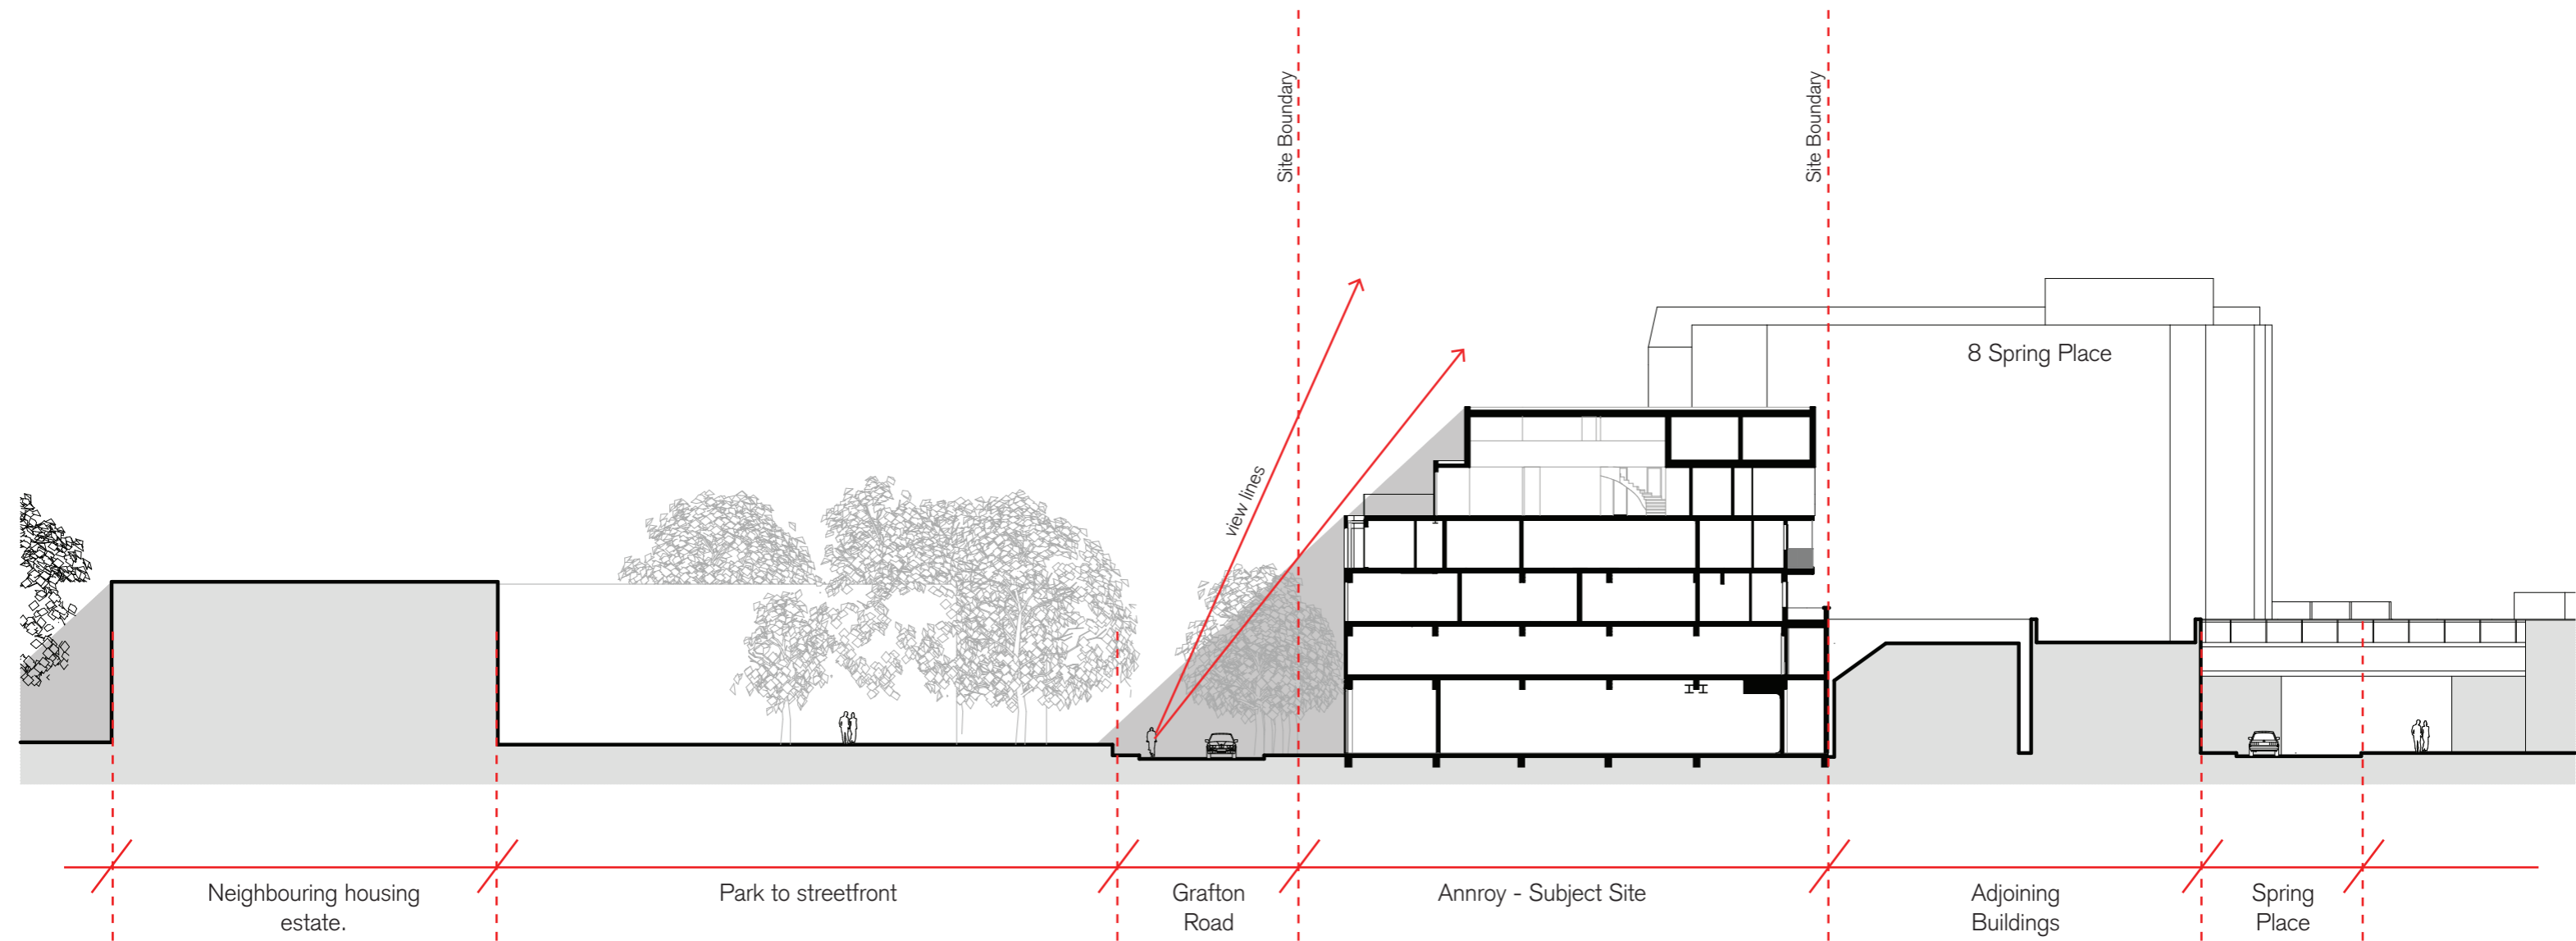 Site Boundary
Site Boundary
8 Spring Place
view lines
Neighbouring housing
estate.
Park to streetfront
Grafton
Road
Annroy - Subject Site
Adjoining
Buildings
Spring
Place